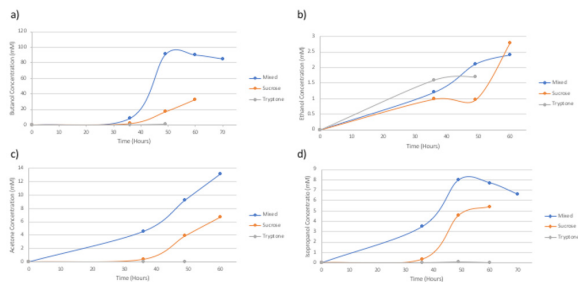 a)
Butanol Concentration (mM)
120
100
80
60
40
20
0
0 10 20 30 40 50 60 70
Time (Hours)
Mixed
Sucrose
Tryptone
b)
Ethanol Concentration (mM)
3
2.5
2
1.5
1
0.5
0
0 10 20 30 40 50 60 70
Time (Hours)
Mixed
Sucrose
Tryptone
c)
Acetone Concentration (mM)
14
12
10
8
6
4
2
0
0 10 20 30 40 50 60 70
Time (Hours)
Mixed
Sucrose
Tryptone
d)
Isopropanol Concentratio (mM)
9
8
7
6
5
4
3
2
1
0
0 10 20 30 40 50 60 70
Time (Hours)
Mixed
Sucrose
Tryptone